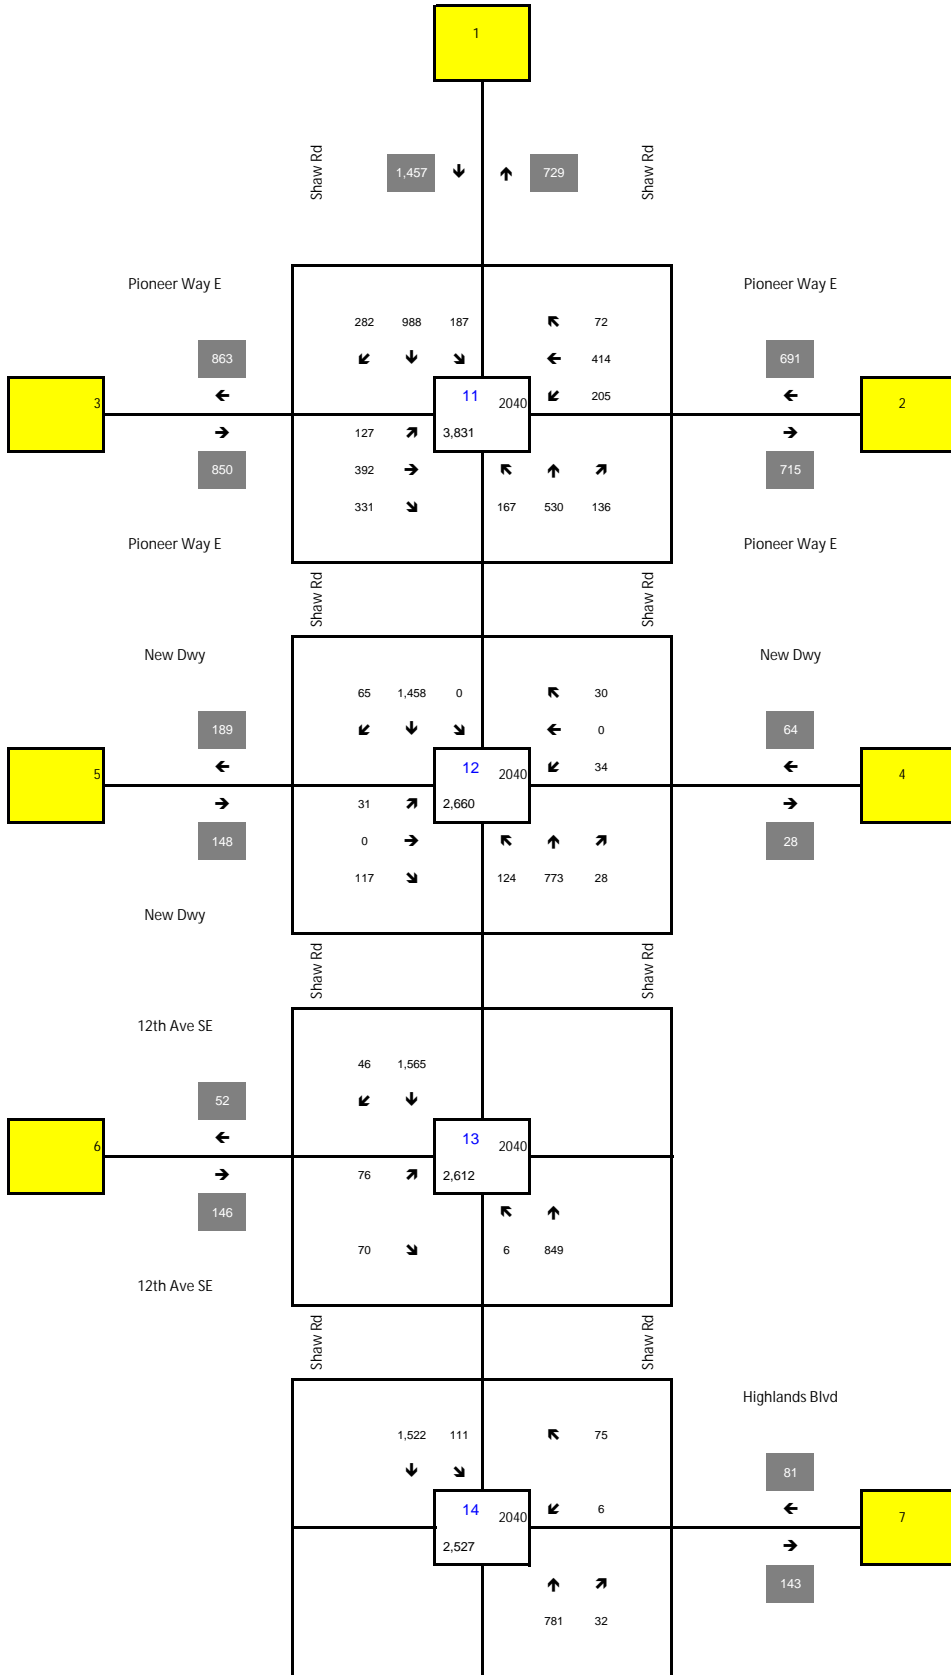 1
Shaw Rd
1,457
729
Shaw Rd
Pioneer Way E
Pioneer Way E
282 988 187
72
863
414
691
3
11 2040
205
2
127
3,831
850
392
715
331
167 530 136
Pioneer Way E
Pioneer Way E
Shaw Rd
Shaw Rd
New Dwy
New Dwy
65 1,458 0
30
189
0
64
5
12 2040
34
4
31
2,660
148
0
28
117
124 773 28
New Dwy
Shaw Rd
Shaw Rd
12th Ave SE
46 1,565
52
6
13 2040
76
2,612
146
70
6 849
12th Ave SE
Shaw Rd
Shaw Rd
Highlands Blvd
1,522 111
75
81
14 2040
6
7
2,527
143
781 32